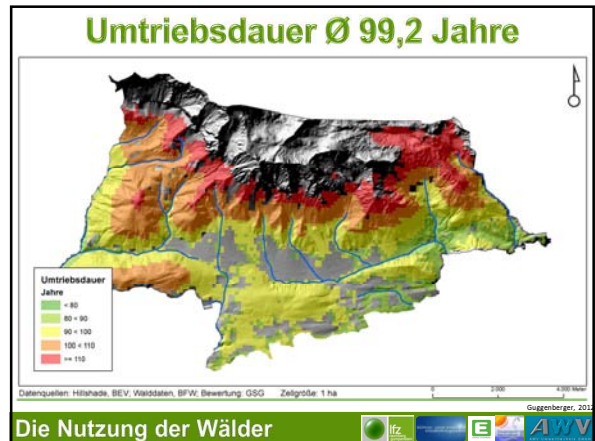 Umtriebsdauer Ø 99,2 Jahre
Umtriebsdauer
Jahre
< 80
80 < 90
90 < 100
100 < 110
>= 110
Datenquellen: Hillshade, BEV; Walddaten, BFW; Bewertung: GSG Zellgröße: 1 ha
0 2.000 4.000 Meter
Guggenberger, 2012
Die Nutzung der Wälder
lfz
E
AWV